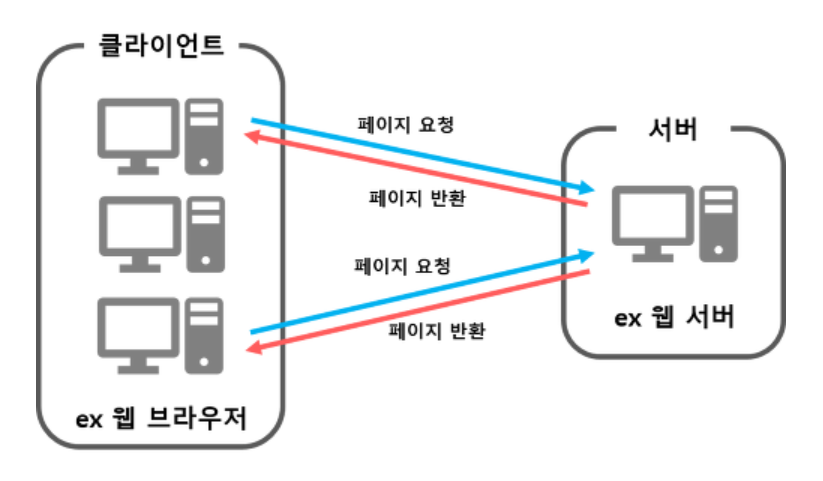 클라이언트
페이지 요청
서버
페이지 반환
페이지 요청
ex 웹 서버
페이지 반환
ex 웹 브라우저